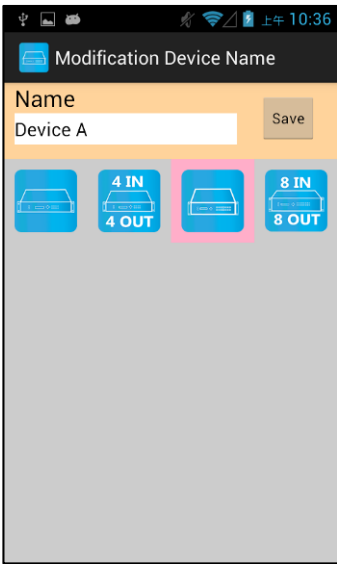 上午 10:36
Modification Device Name
Name
Device A
Save
4 IN
4 OUT
8 IN
8 OUT